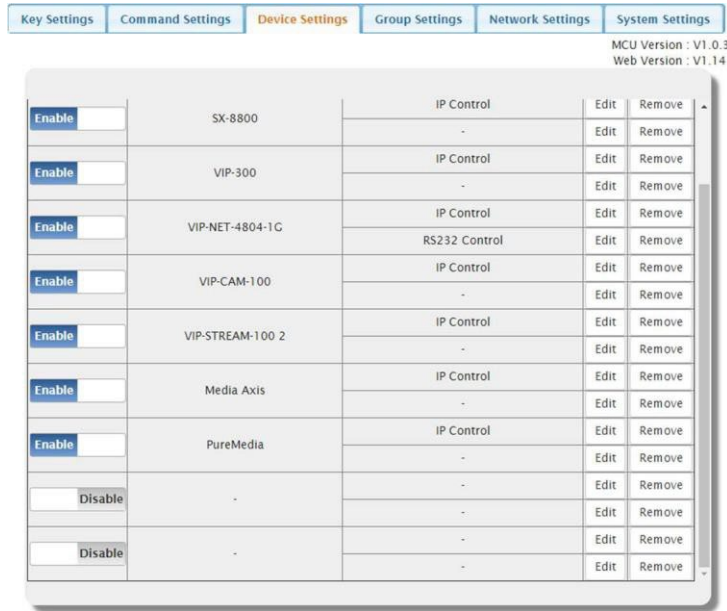 Key Settings Command Settings Device Settings Group Settings Network Settings System Settings
MCU Version : V1.0.3
Web Version : V1.14
Enable SX-8800 IP Control Edit Remove
- Edit Remove
Enable VIP-300 IP Control Edit Remove
- Edit Remove
Enable VIP-NET-4804-1G IP Control Edit Remove
RS232 Control Edit Remove
Enable VIP-CAM-100 IP Control Edit Remove
- Edit Remove
Enable VIP-STREAM-100 2 IP Control Edit Remove
- Edit Remove
Enable Media Axis IP Control Edit Remove
- Edit Remove
Enable PureMedia IP Control Edit Remove
- Edit Remove
Disable - - Edit Remove
- Edit Remove
Disable - - Edit Remove
- Edit Remove